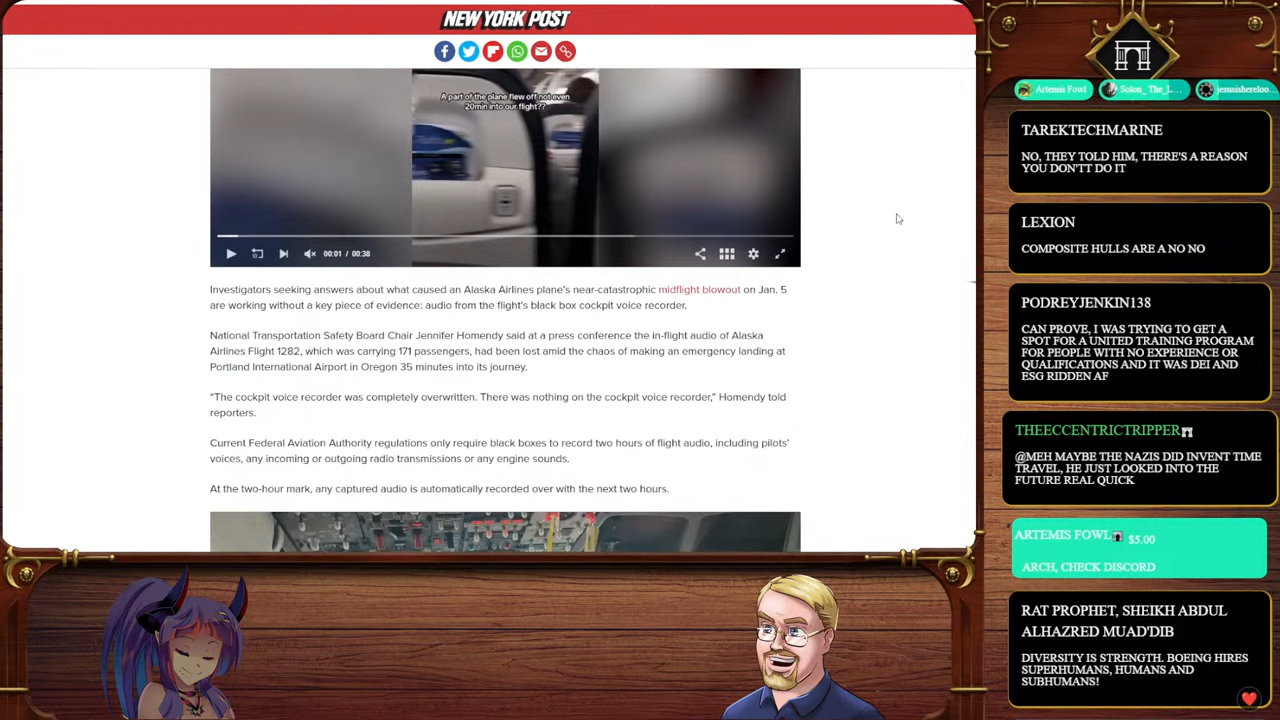 NEW YORK POST
A part of the plane flew off not even
20min into our flight??
00:01 / 00:38
Investigators seeking answers about what caused an Alaska Airlines plane's near-catastrophic midflight blowout on Jan. 5
are working without a key piece of evidence: audio from the flight's black box cockpit voice recorder.
National Transportation Safety Board Chair Jennifer Homendy said at a press conference the in-flight audio of Alaska
Airlines Flight 1282, which was carrying 171 passengers, had been lost amid the chaos of making an emergency landing at
Portland International Airport in Oregon 35 minutes into its journey.
“The cockpit voice recorder was completely overwritten. There was nothing on the cockpit voice recorder,” Homendy told
reporters.
Current Federal Aviation Authority regulations only require black boxes to record two hours of flight audio, including pilots'
voices, any incoming or outgoing radio transmissions or any engine sounds.
At the two-hour mark, any captured audio is automatically recorded over with the next two hours.
Artemis Fowl
Solon_ The_L...
jesusishereloo...
TAREKTECHMARINE
NO, THEY TOLD HIM, THERE'S A REASON
YOU DON'TT DO IT
LEXION
COMPOSITE HULLS ARE A NO NO
PODREYJENKIN138
CAN PROVE, I WAS TRYING TO GET A
SPOT FOR A UNITED TRAINING PROGRAM
FOR PEOPLE WITH NO EXPERIENCE OR
QUALIFICATIONS AND IT WAS DEI AND
ESG RIDDEN AF
THEECCENTRICTRIPPER
@MEH MAYBE THE NAZIS DID INVENT TIME
TRAVEL, HE JUST LOOKED INTO THE
FUTURE REAL QUICK
ARTEMIS FOWL $5.00
ARCH, CHECK DISCORD
RAT PROPHET, SHEIKH ABDUL
ALHAZRED MUAD'DIB
DIVERSITY IS STRENGTH. BOEING HIRES
SUPERHUMANS, HUMANS AND
SUBHUMANS!